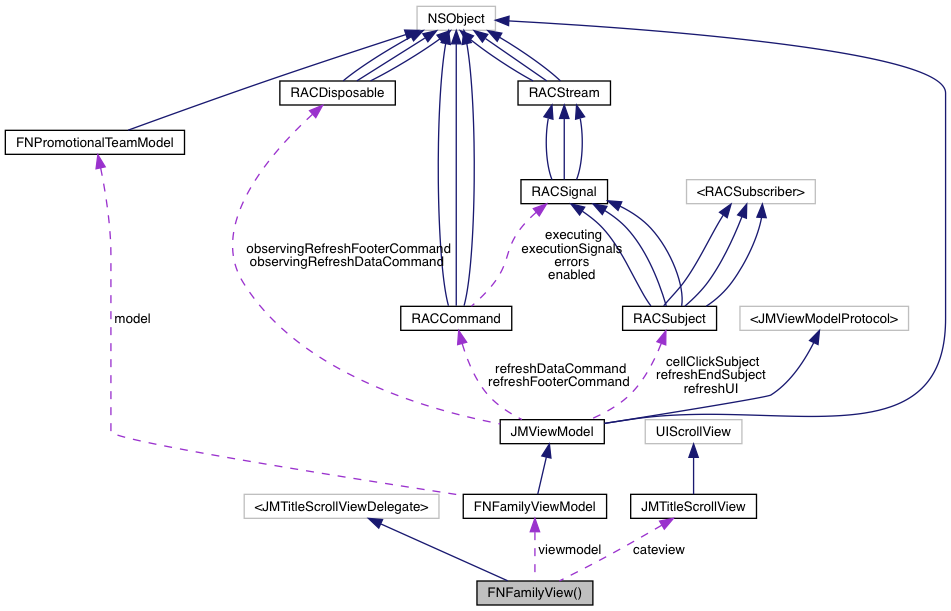 NSObject
RACDisposable
RACStream
FNPromotionalTeamModel
RACSignal
<RACSubscriber>
observingRefreshFooterCommand
observingRefreshDataCommand
executing
executionSignals
errors
enabled
model
RACCommand
RACSubject
<JMViewModelProtocol>
refreshDataCommand
refreshFooterCommand
cellClickSubject
refreshEndSubject
refreshUI
JMViewModel
UIScrollView
<JMTitleScrollViewDelegate>
FNFamilyViewModel
JMTitleScrollView
viewmodel
cateview
FNFamilyView()